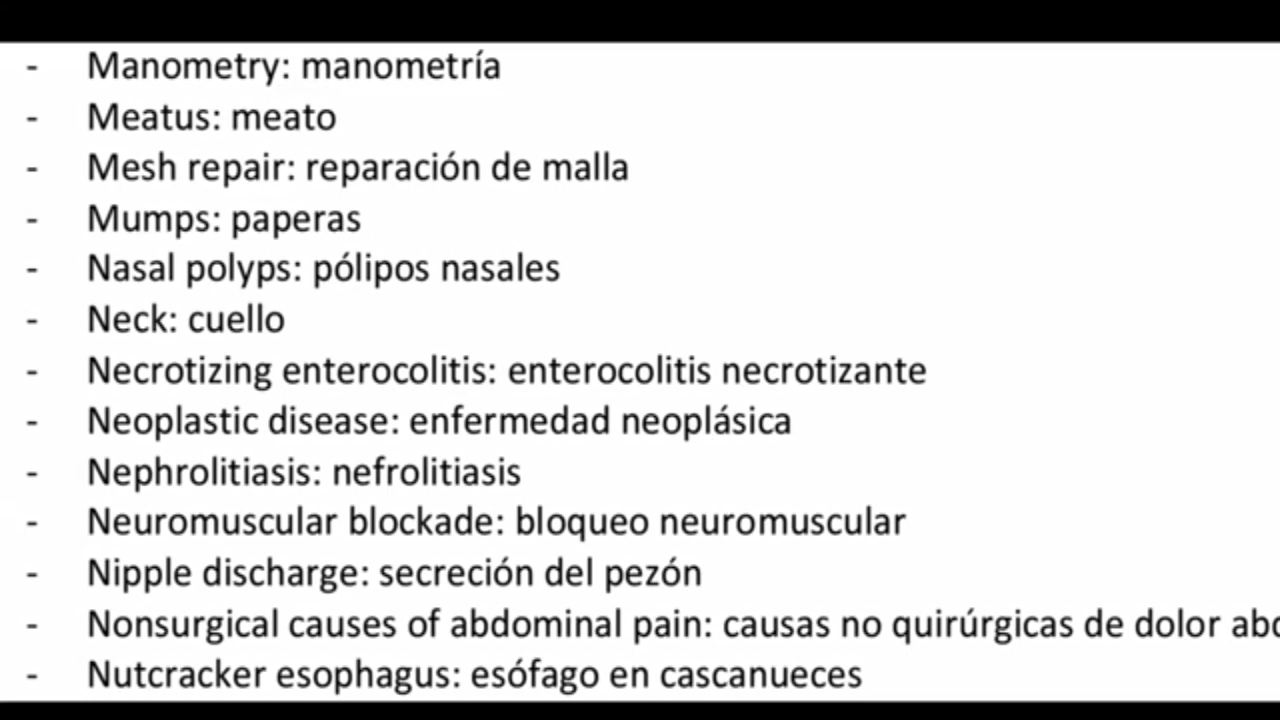 - Manometry: manometría
- Meatus: meato
- Mesh repair: reparación de malla
- Mumps: paperas
- Nasal polyps: pólipos nasales
- Neck: cuello
- Necrotizing enterocolitis: enterocolitis necrotizante
- Neoplastic disease: enfermedad neoplásica
- Nephrolitiasis: nefrolitiasis
- Neuromuscular blockade: bloqueo neuromuscular
- Nipple discharge: secreción del pezón
- Nonsurgical causes of abdominal pain: causas no quirúrgicas de dolor
- Nutcracker esophagus: esófago en cascanueces